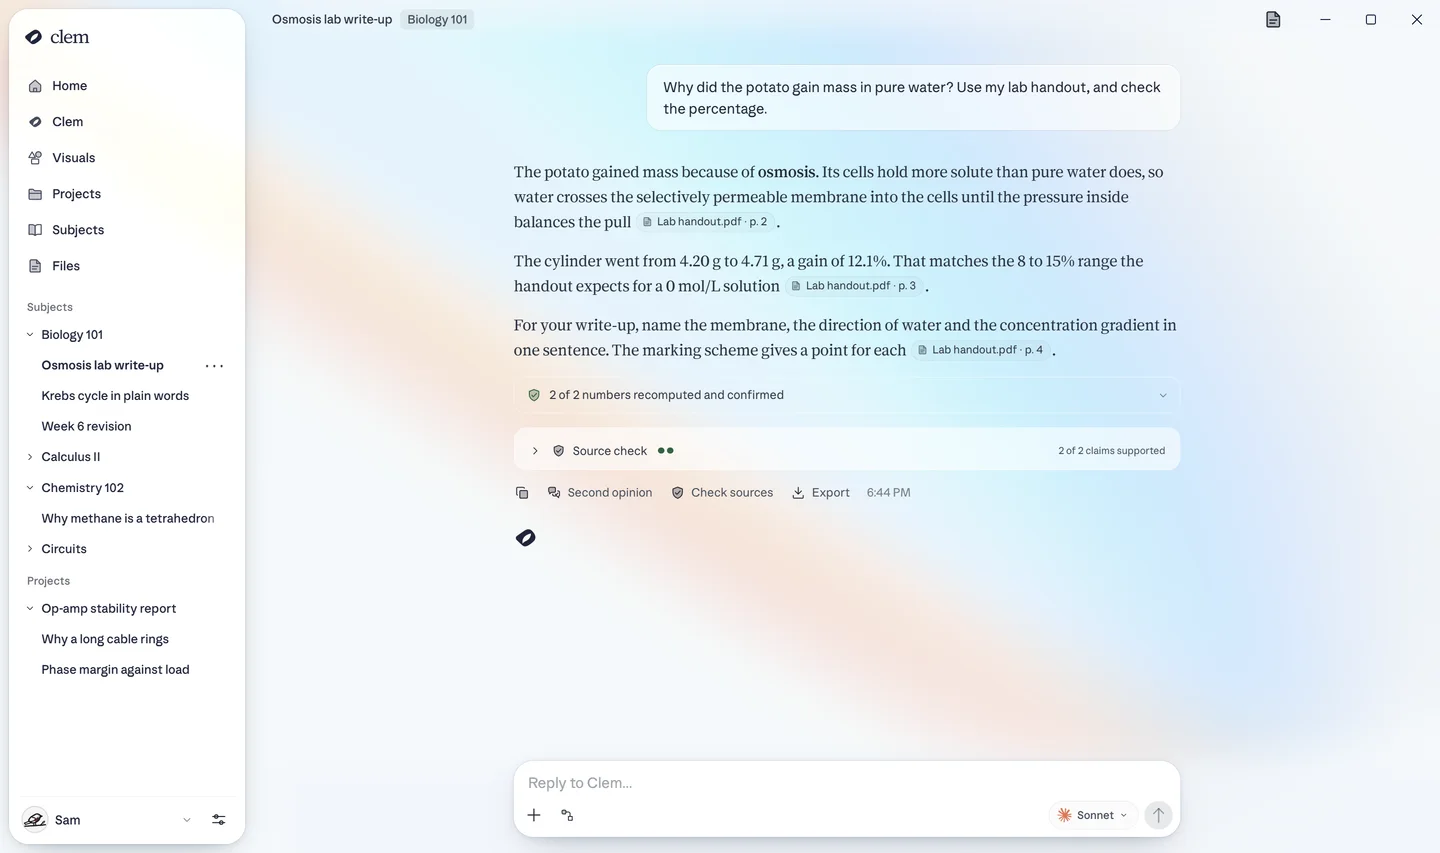 clem
Home
Clem
Visuals
Projects
Subjects
Files
Subjects
Biology 101
Osmosis lab write-up
Krebs cycle in plain words
Week 6 revision
Calculus II
Chemistry 102
Why methane is a tetrahedron
Circuits
Projects
Op-amp stability report
Why a long cable rings
Phase margin against load
Sam
Osmosis lab write-up Biology 101
Why did the potato gain mass in pure water? Use my lab handout, and check
the percentage.
The potato gained mass because of osmosis. Its cells hold more solute than pure water does, so
water crosses the selectively permeable membrane into the cells until the pressure inside
balances the pull Lab handout.pdf · p. 2 .
The cylinder went from 4.20 g to 4.71 g, a gain of 12.1%. That matches the 8 to 15% range the
handout expects for a 0 mol/L solution Lab handout.pdf · p. 3 .
For your write-up, name the membrane, the direction of water and the concentration gradient in
one sentence. The marking scheme gives a point for each Lab handout.pdf · p. 4 .
2 of 2 numbers recomputed and confirmed
Source check 2 of 2 claims supported
Second opinion Check sources Export 6:44 PM
Reply to Clem...
Sonnet